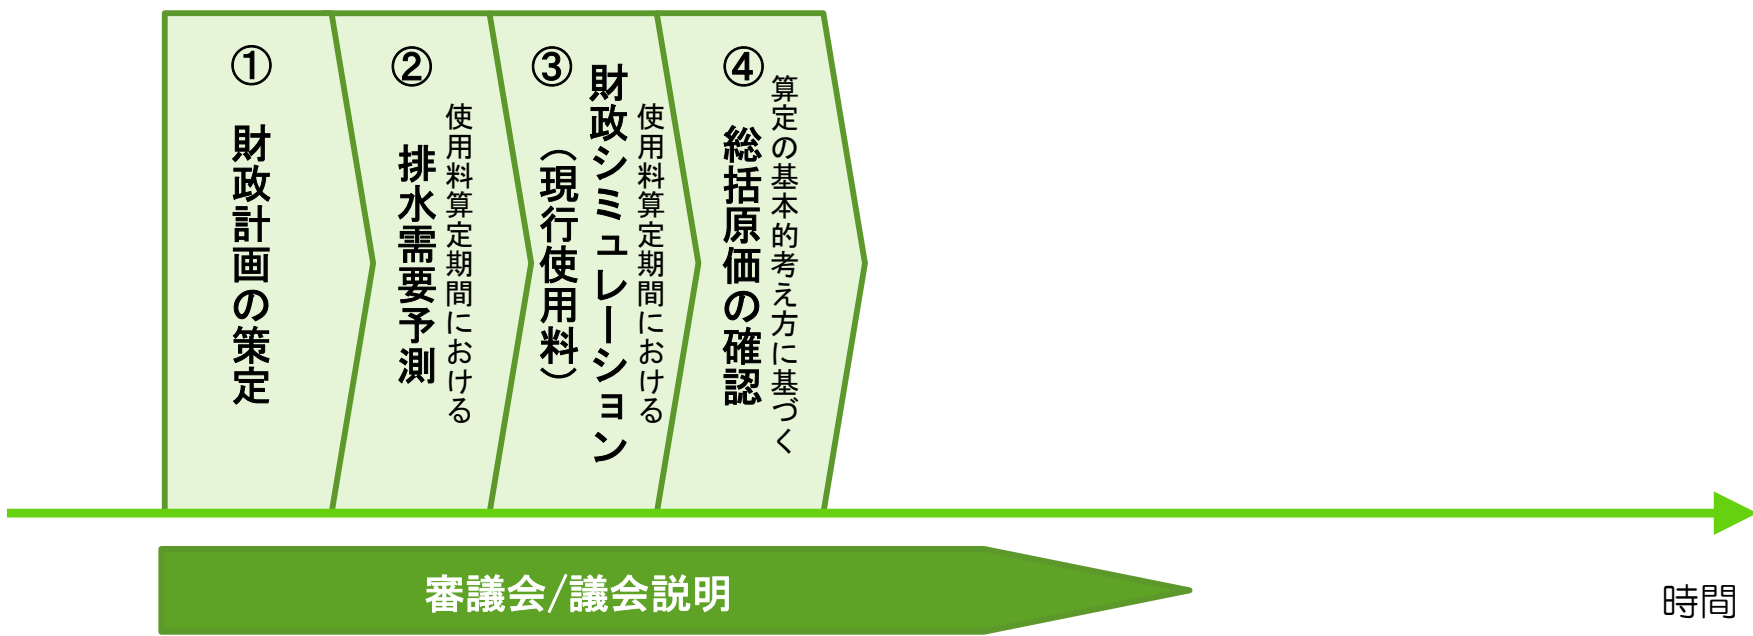 ①
財政計画の策定
②
使用料算定期間における
排水需要予測
③
使用料算定期間における
財政シミュレーション
（現行使用料）
④
算定の基本的考え方に基づく
総括原価の確認
審議会/議会説明
時間